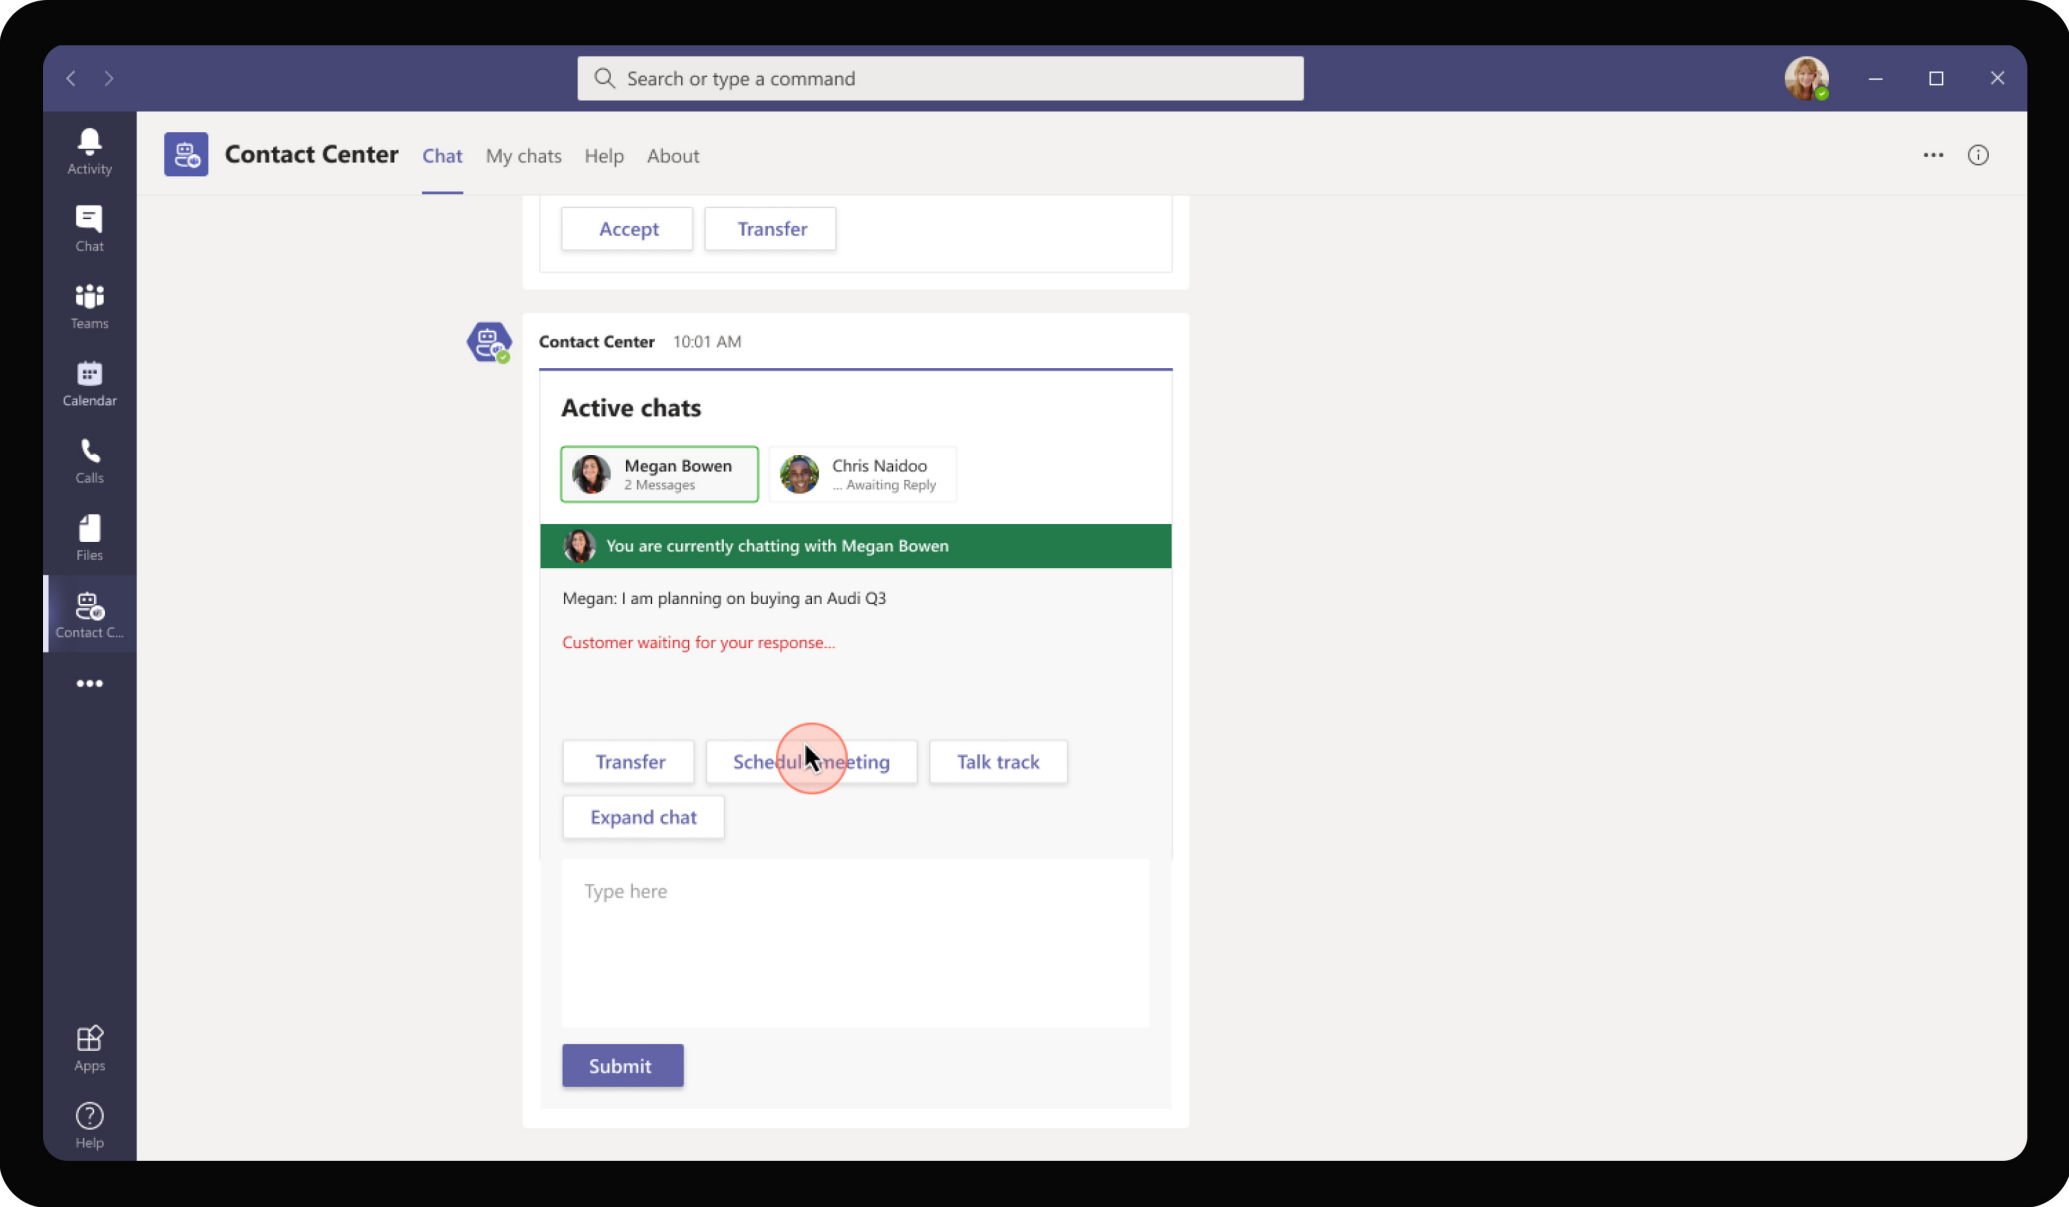 Search or type a command
Activity
Chat
Teams
Calendar
Calls
Files
Contact C...
Apps
Help
Contact Center Chat My chats Help About
Accept Transfer
Contact Center 10:01 AM
Active chats
Megan Bowen
2 Messages
Chris Naidoo
... Awaiting Reply
You are currently chatting with Megan Bowen
Megan: I am planning on buying an Audi Q3
Customer waiting for your response...
Transfer Schedule meeting Talk track
Expand chat
Type here
Submit